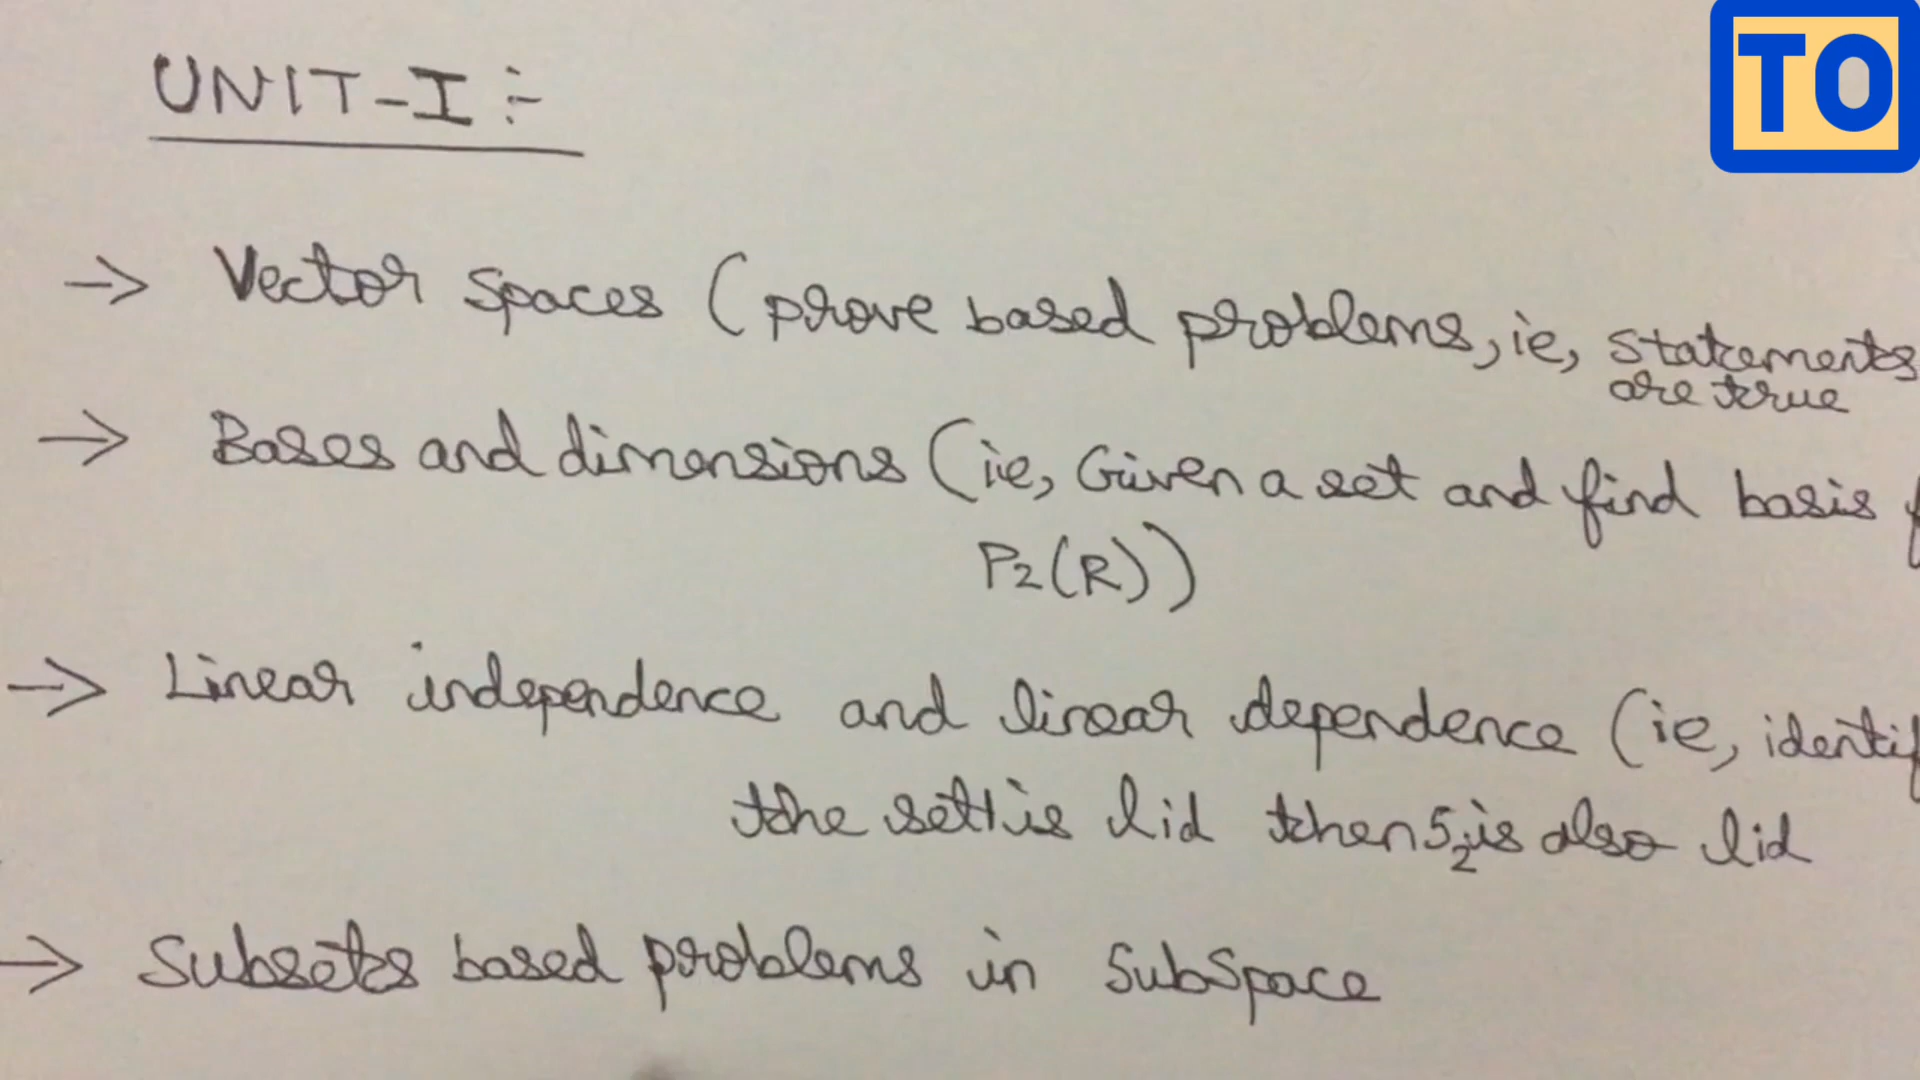 TO
UNIT-I :-
→ Vector Spaces (prove based problems, ie, statements
are true
→ Bases and dimensions (ie, Given a set and find basis f
P2(R))
→ Linear independence and linear dependence (ie, identif
the set1 is lid then S2 is also lid
→ Subsets based problems in SubSpace